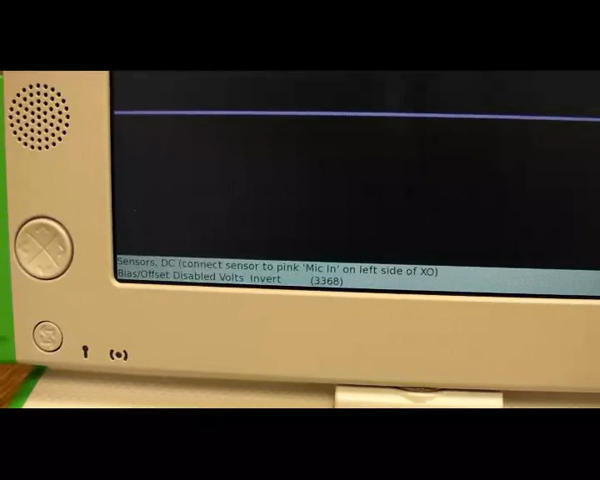 Sensors, DC (connect sensor to pink 'Mic In' on left side of XO)
Bias/Offset Disabled Volts Invert (3368)